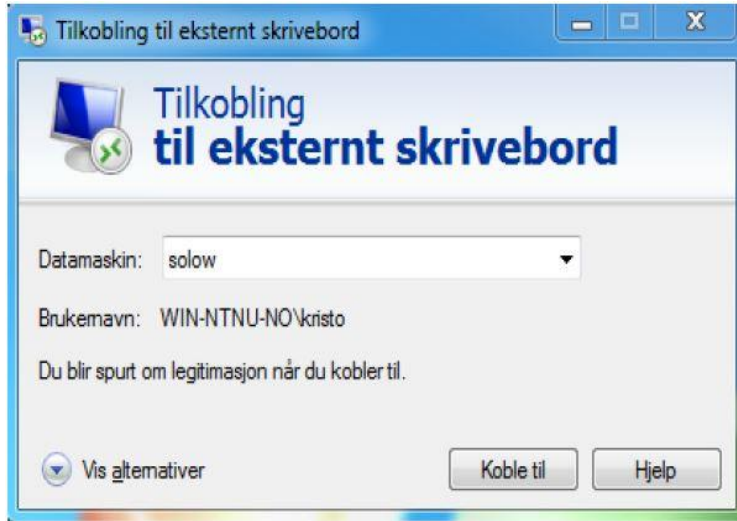 Tilkobling til eksternt skrivebord
Tilkobling
til eksternt skrivebord
Datamaskin: solow
Brukernavn: WIN-NTNU-NO\kristo
Du blir spurt om legitimasjon når du kobler til.
Vis alternativer Koble til Hjelp